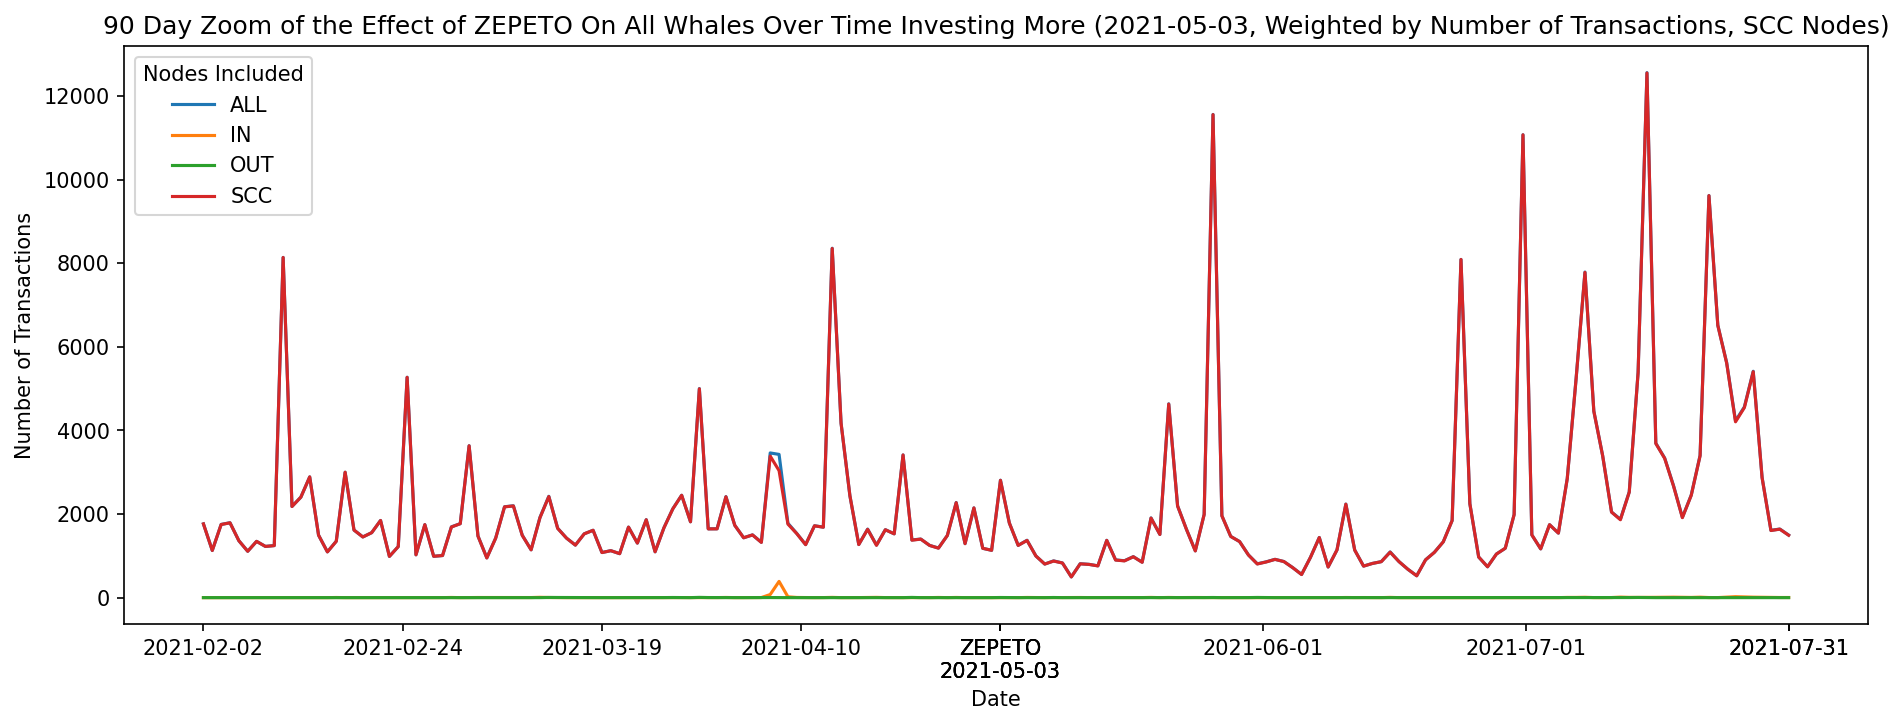 90 Day Zoom of the Effect of ZEPETO On All Whales Over Time Investing More (2021-05-03, Weighted by Number of Transactions, SCC Nodes)
Nodes Included
ALL
IN
OUT
SCC
Number of Transactions
12000
10000
8000
6000
4000
2000
0
2021-02-02 2021-02-24 2021-03-19 2021-04-10 ZEPETO 2021-06-01 2021-07-01 2021-07-31
2021-05-03
Date